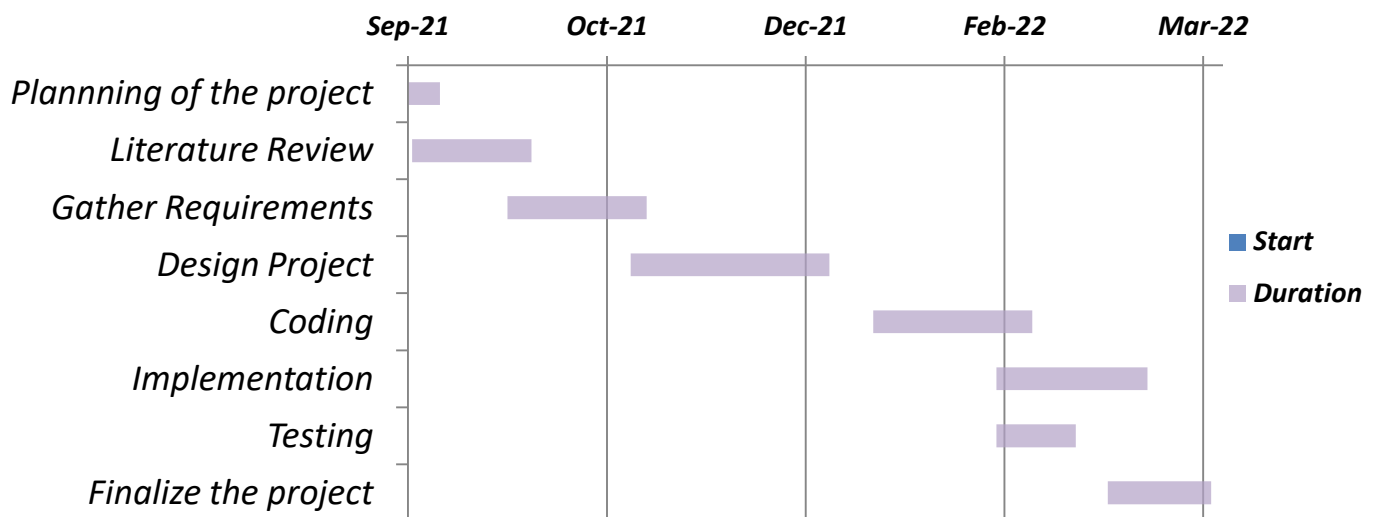 Sep-21 Oct-21 Dec-21 Feb-22 Mar-22
Plannning of the project
Literature Review
Gather Requirements
Design Project
Coding
Implementation
Testing
Finalize the project
Start
Duration